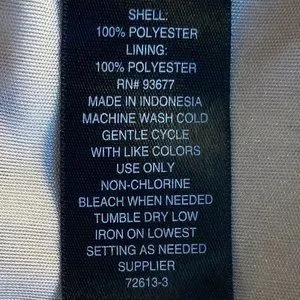 SHELL:
100% POLYESTER
LINING:
100% POLYESTER
RN# 93677
MADE IN INDONESIA
MACHINE WASH COLD
GENTLE CYCLE
WITH LIKE COLORS
USE ONLY
NON-CHLORINE
BLEACH WHEN NEEDED
TUMBLE DRY LOW
IRON ON LOWEST
SETTING AS NEEDED
SUPPLIER
72613-3